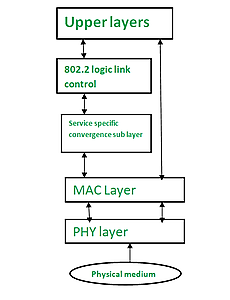 Upper layers
802.2 logic link
control
Service specific
convergence sub layer
MAC Layer
PHY layer
Physical medium